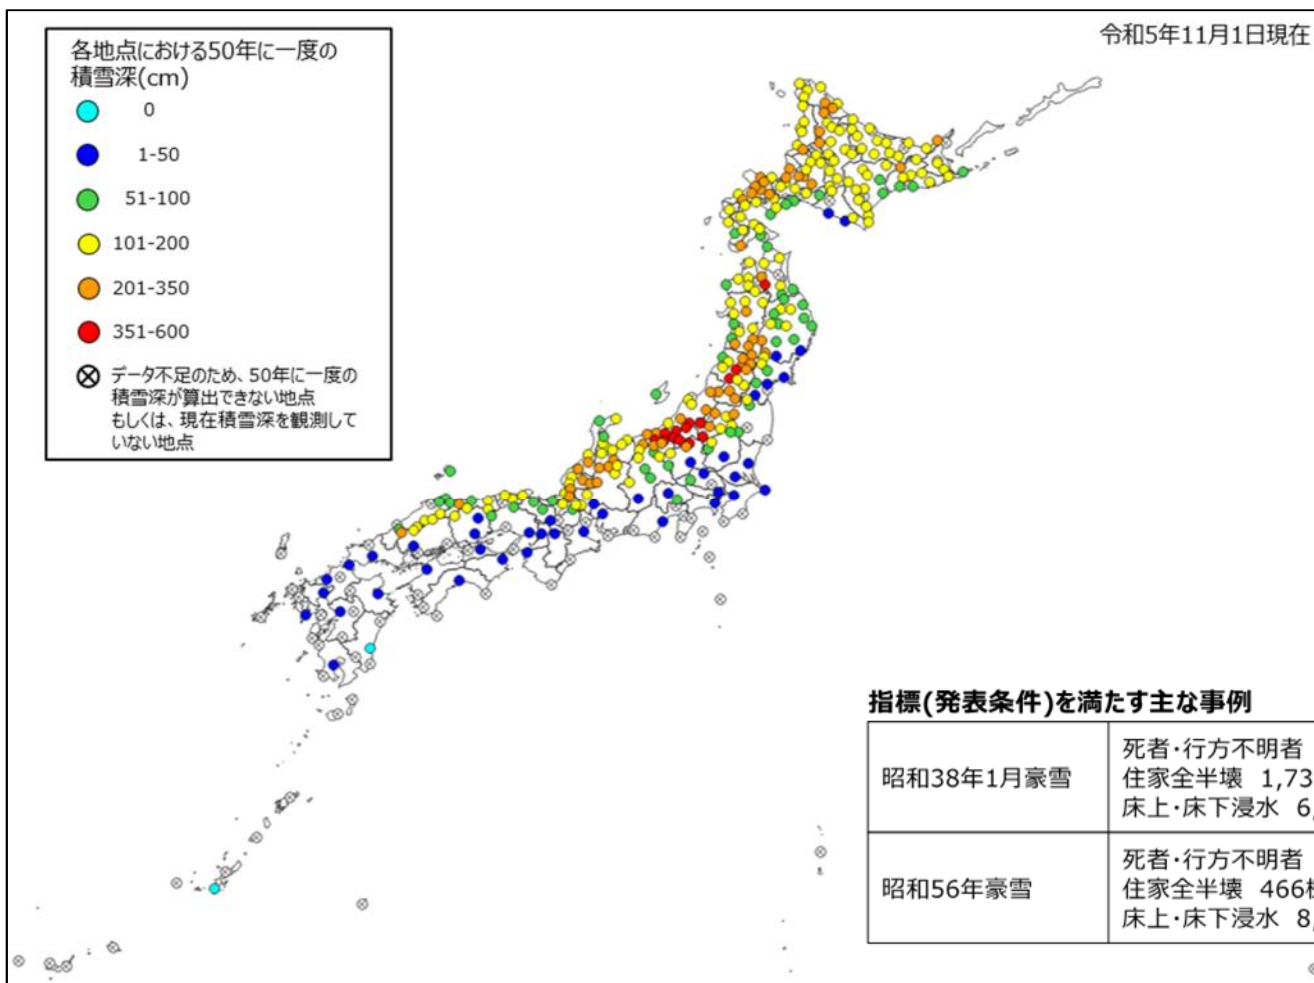 令和5年11月1日現在
各地点における50年に一度の
積雪深(cm)
0
1-50
51-100
101-200
201-350
351-600
データ不足のため、50年に一度の
積雪深が算出できない地点
もしくは、現在積雪深を観測して
いない地点
指標(発表条件)を満たす主な事例
昭和38年1月豪雪
死者・行方不明者
住家全半壊 1,73
床上・床下浸水 6,
昭和56年豪雪
死者・行方不明者
住家全半壊 466
床上・床下浸水 8,